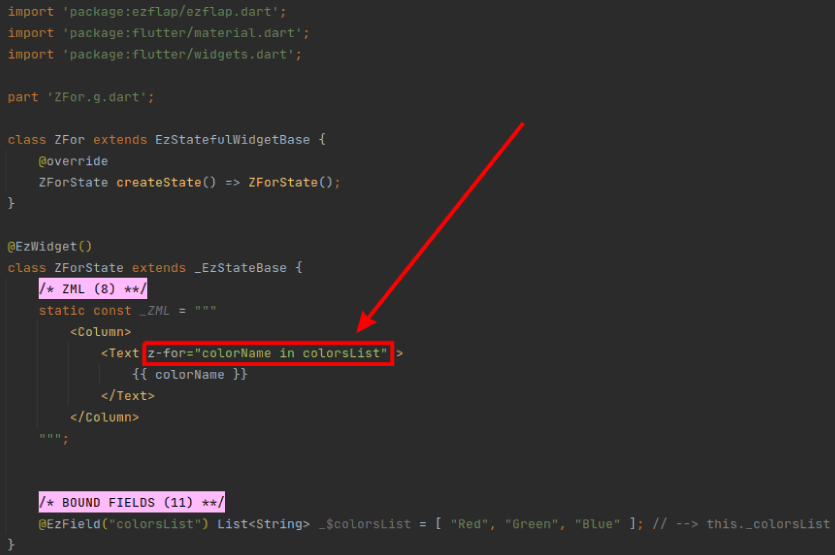 import 'package:ezflap/ezflap.dart';
import 'package:flutter/material.dart';
import 'package:flutter/widgets.dart';
part 'ZFor.g.dart';
class ZFor extends EzStatefulWidgetBase {
@override
ZForState createState() => ZForState();
}
@EzWidget()
class ZForState extends _EzStateBase {
/* ZML (8) **/
static const _ZML = """
<Column>
<Text z-for="colorName in colorsList" >
{{ colorName }}
</Text>
</Column>
""";
/* BOUND FIELDS (11) **/
@EzField("colorsList") List<String> _$colorsList = [ "Red", "Green", "Blue" ]; // --> this._colorsList
}